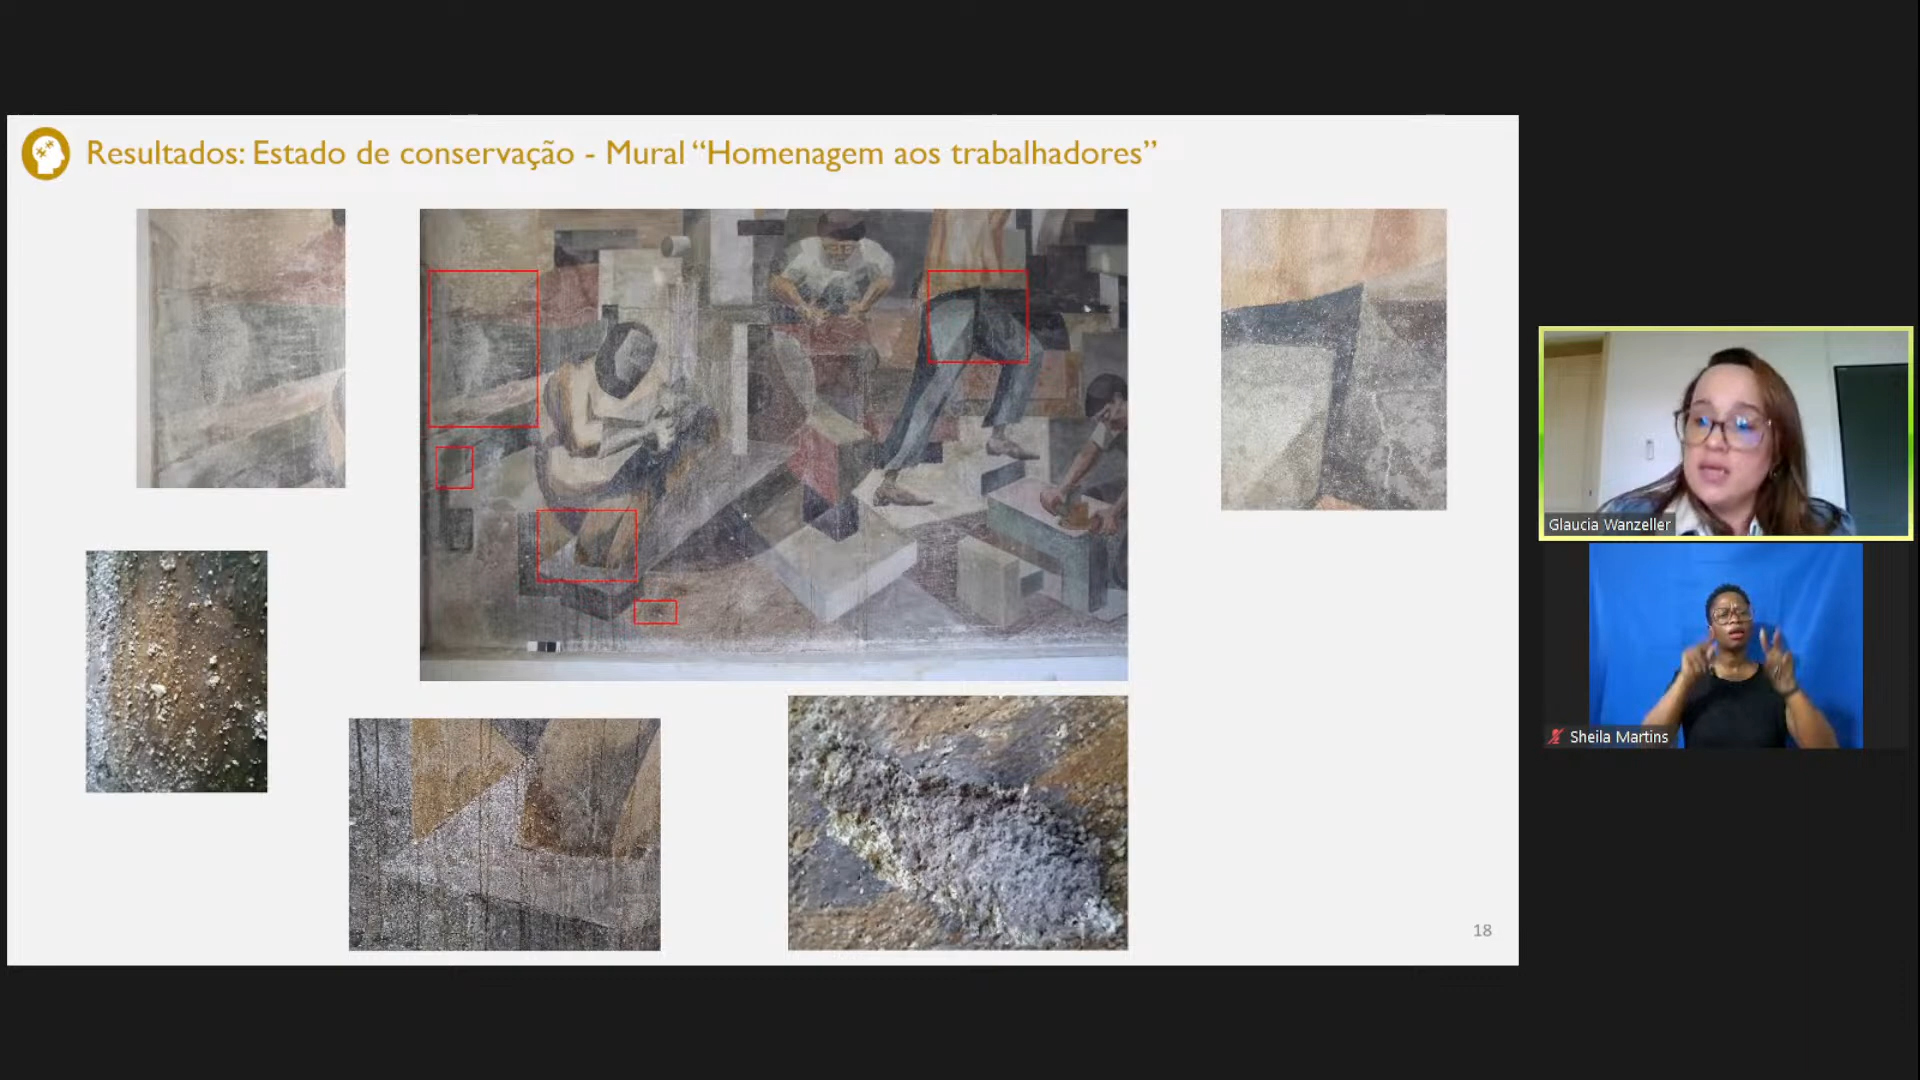 Resultados: Estado de conservação - Mural “Homenagem aos trabalhadores”
Glaucia Wanzeller
Sheila Martins
18